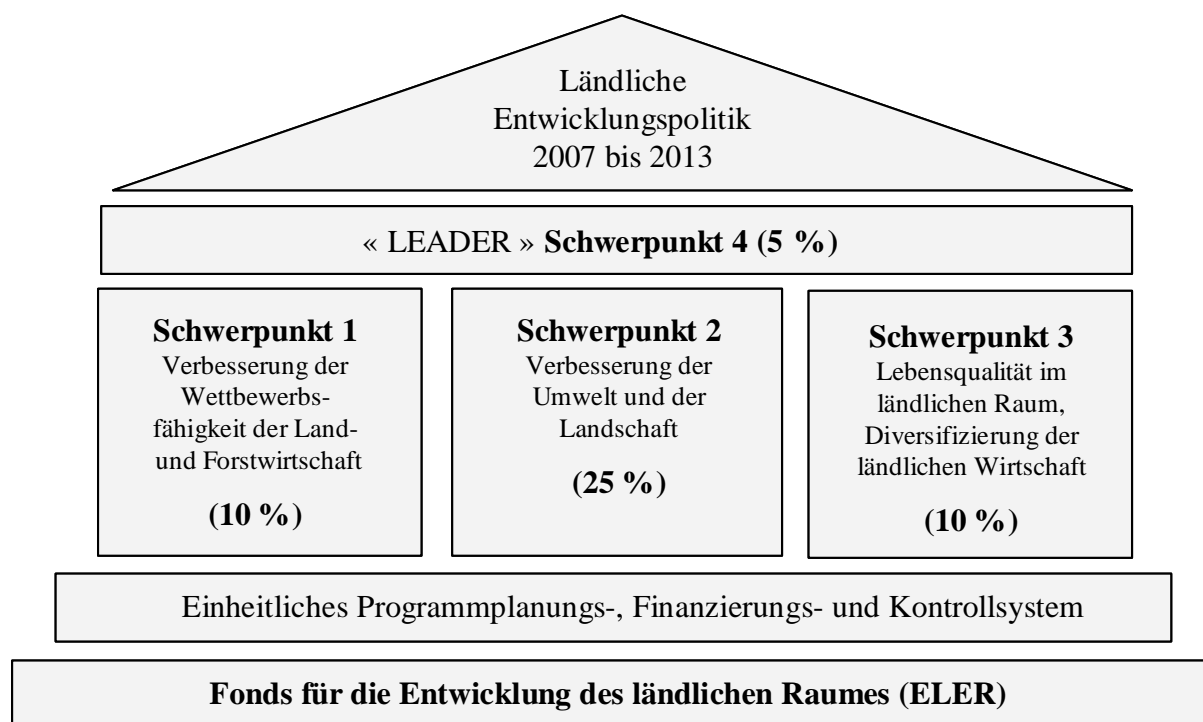 Ländliche
Entwicklungspolitik
2007 bis 2013
« LEADER » Schwerpunkt 4 (5 %)
Schwerpunkt 1
Verbesserung der
Wettbewerbs-
fähigkeit der Land-
und Forstwirtschaft
(10 %)
Schwerpunkt 2
Verbesserung der
Umwelt und der
Landschaft
(25 %)
Schwerpunkt 3
Lebensqualität im
ländlichen Raum,
Diversifizierung der
ländlichen Wirtschaft
(10 %)
Einheitliches Programmplanungs-, Finanzierungs- und Kontrollsystem
Fonds für die Entwicklung des ländlichen Raumes (ELER)